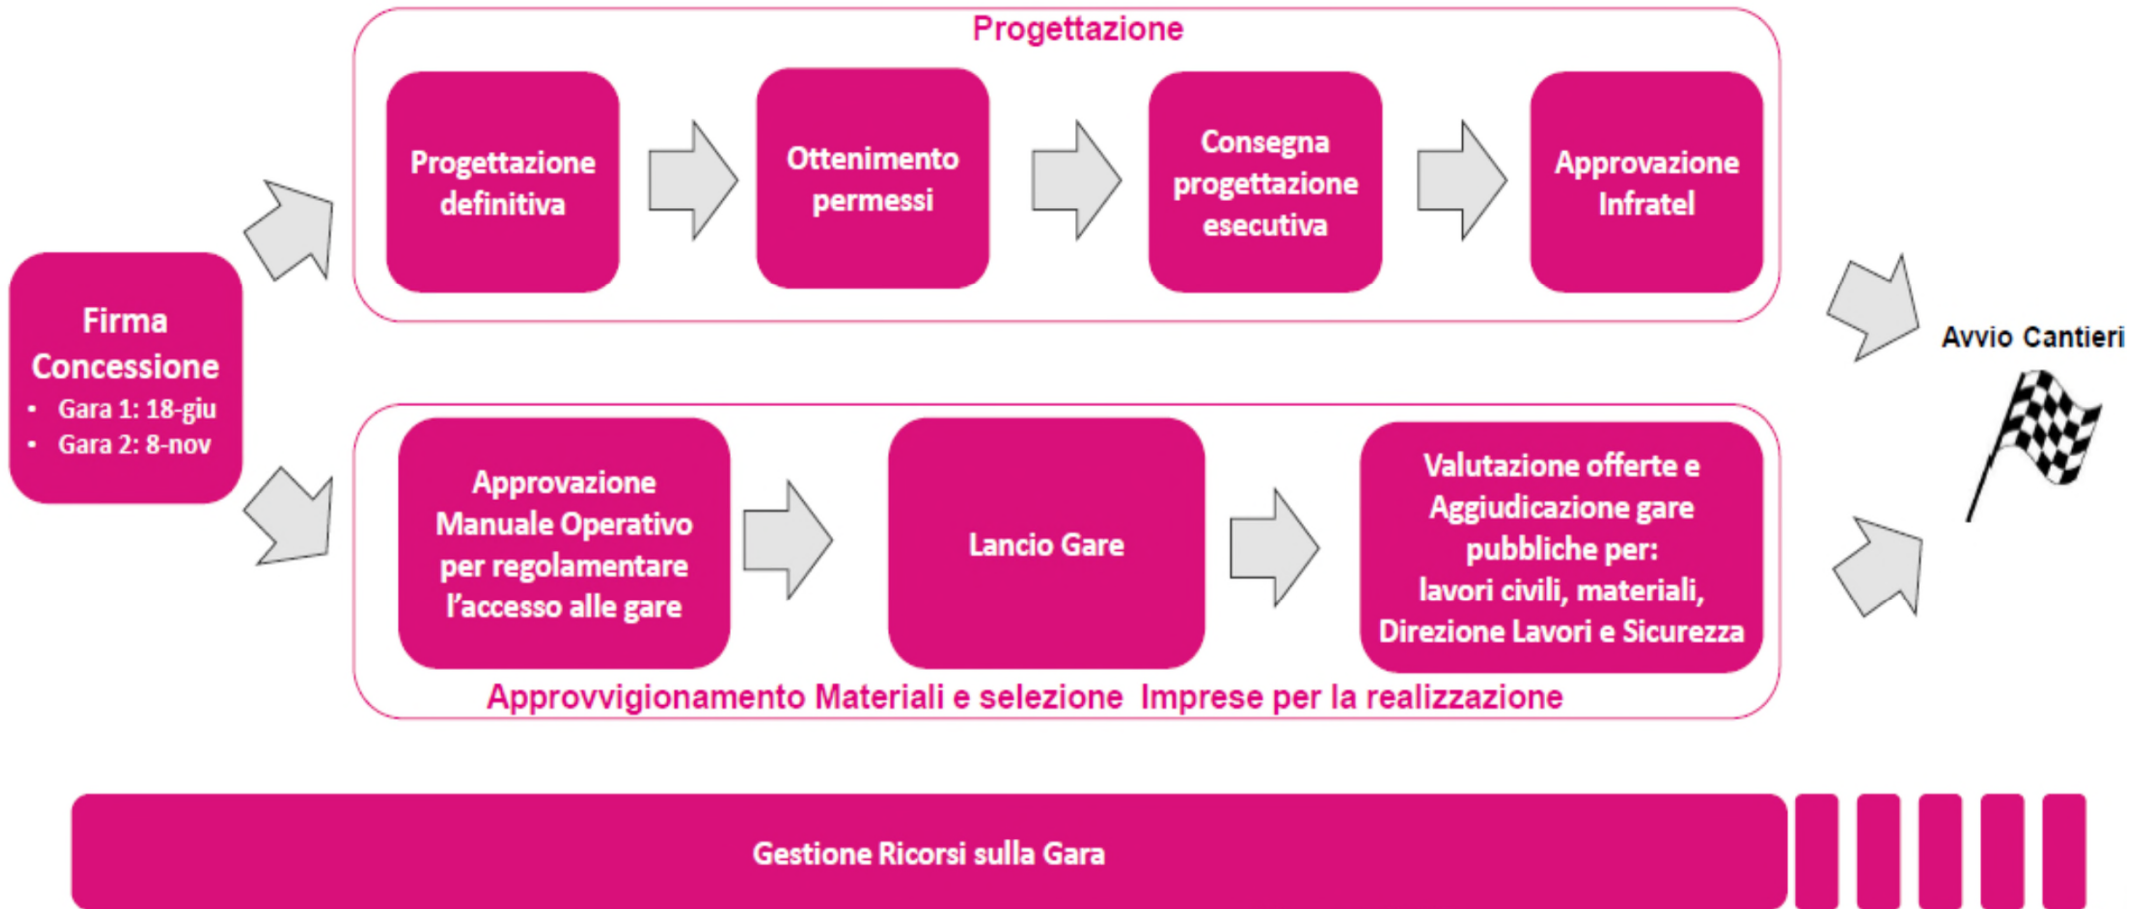 Progettazione
Progettazione
definitiva
Ottenimento
permessi
Consegna
progettazione
esecutiva
Approvazione
Infratel
Firma
Concessione
• Gara 1: 18-giu
• Gara 2: 8-nov
Avvio Cantieri
Approvazione
Manuale Operativo
per regolamentare
l’accesso alle gare
Lancio Gare
Valutazione offerte e
Aggiudicazione gare
pubbliche per:
lavori civili, materiali,
Direzione Lavori e Sicurezza
Approvvigionamento Materiali e selezione Imprese per la realizzazione
Gestione Ricorsi sulla Gara